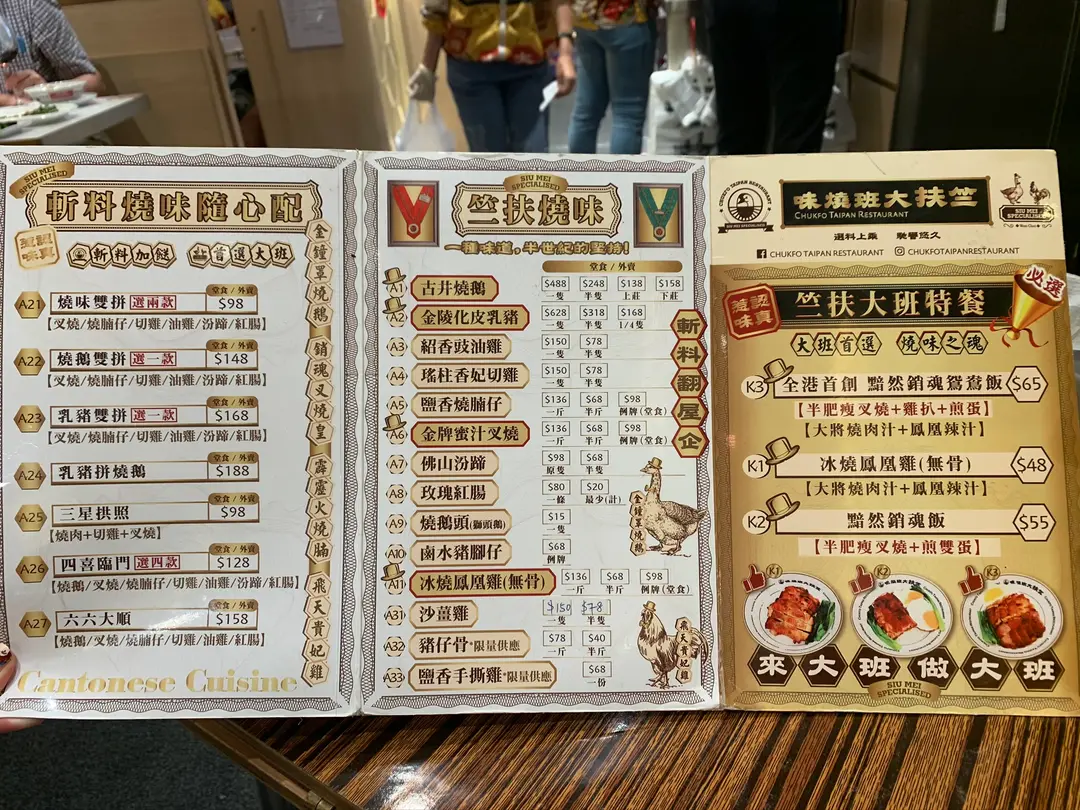 SIU MEI SPECIALISED
斬料燒味隨心配
認真滋味
斬料加餸
首選大班
堂食/外賣
A21 燒味雙拼 選兩款 $98
【叉燒/燒腩仔/切雞/油雞/汾蹄/紅腸】
堂食/外賣
A22 燒鵝雙拼 選一款 $148
【叉燒/燒腩仔/切雞/油雞/汾蹄/紅腸】
堂食/外賣
A23 乳豬雙拼 選一款 $168
【叉燒/燒腩仔/切雞/油雞/汾蹄/紅腸】
堂食/外賣
A24 乳豬拼燒鵝 $188
堂食/外賣
A25 三星拱照 $98
【燒肉+切雞+叉燒】
堂食/外賣
A26 四喜臨門 選四款 $128
【燒鵝/叉燒/燒腩仔/切雞/油雞/汾蹄/紅腸】
堂食/外賣
A27 六六大順 $158
【燒鵝/叉燒/燒腩仔/切雞/油雞/紅腸】
Cantonese Cuisine
金鐘罩燒鵝
銷魂叉燒皇
霹靂火燒腩
飛天貴妃雞
SIU MEI SPECIALISED
竺扶燒味
一種味道,半世紀的堅持!
堂食/外賣
A1 古井燒鵝 $488 一隻 $248 半隻 $138 上莊 $158 下莊
A2 金陵化皮乳豬 $628 一隻 $318 半隻 $168 1/4隻
A3 紹香豉油雞 $150 一隻 $78 半隻
A4 瑤柱香妃切雞 $150 一隻 $78 半隻
A5 鹽香燒腩仔 $136 一斤 $68 半斤 $98 例牌(堂食)
A6 金牌蜜汁叉燒 $136 一斤 $68 半斤 $98 例牌(堂食)
A7 佛山汾蹄 $98 原隻 $68 半隻
A8 玫瑰紅腸 $80 一條 $20 最少(計)
A9 燒鵝頭(獅頭鵝) $15 一隻
A10 鹵水豬腳仔 $68 例牌
A11 冰燒鳳凰雞(無骨) $136 一斤 $68 半斤 $98 例牌(堂食)
A31 沙薑雞 $150 一隻 $78 半隻
A32 豬仔骨*限量供應 $78 一斤 $40 半斤
A33 鹽香手撕雞*限量供應 $68 一份
斬料翻屋企
金鐘罩燒鵝
飛天貴妃雞
CHUKFO TAIPAN RESTAURANT
SIU MEI SPECIALISED
味燒班大扶竺
CHUKFO TAIPAN RESTAURANT
SIU MEI SPECIALISED
選料上乘 馳譽悠久
CHUKFO TAIPAN RESTAURANT
CHUKFOTAIPANRESTAURANT
認真滋味
竺扶大班特餐
必選
大班首選 燒味之魂
K3 全港首創 黯然銷魂鴛鴦飯 $65
【半肥瘦叉燒+雞扒+煎蛋】
【大將燒肉汁+鳳凰辣汁】
K1 冰燒鳳凰雞(無骨) $48
【大將燒肉汁+鳳凰辣汁】
K2 黯然銷魂飯 $55
【半肥瘦叉燒+煎雙蛋】
K1
K2
K3
來大班做大班
SIU MEI SPECIALISED